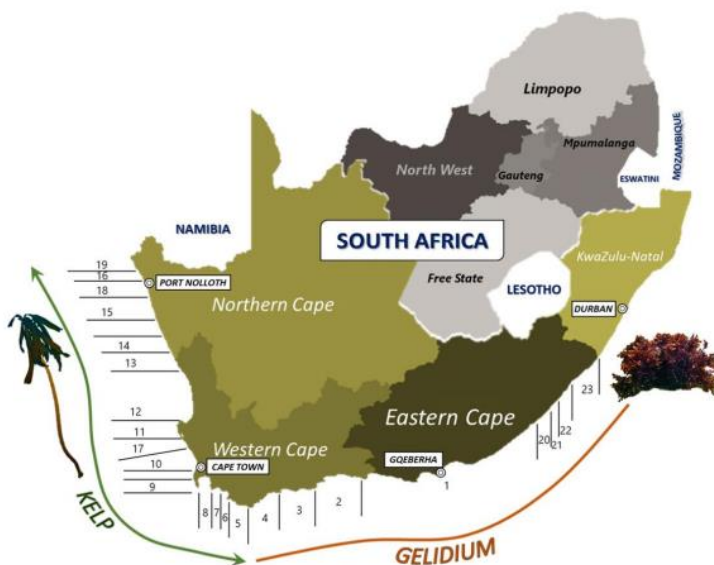 Limpopo
Mpumalanga
MOZAMBIQUE
North West
Gauteng
ESWATINI
NAMIBIA
SOUTH AFRICA
KwaZulu-Natal
19
16
PORT NOLLOTH
18
Free State
LESOTHO
Northern Cape
DURBAN
15
14
13
23
12
Eastern Cape
22
11
21
20
17
Western Cape
GQEBERHA
10
CAPE TOWN
9
1
8
7
6
5
4
3
2
KELP
GELIDIUM